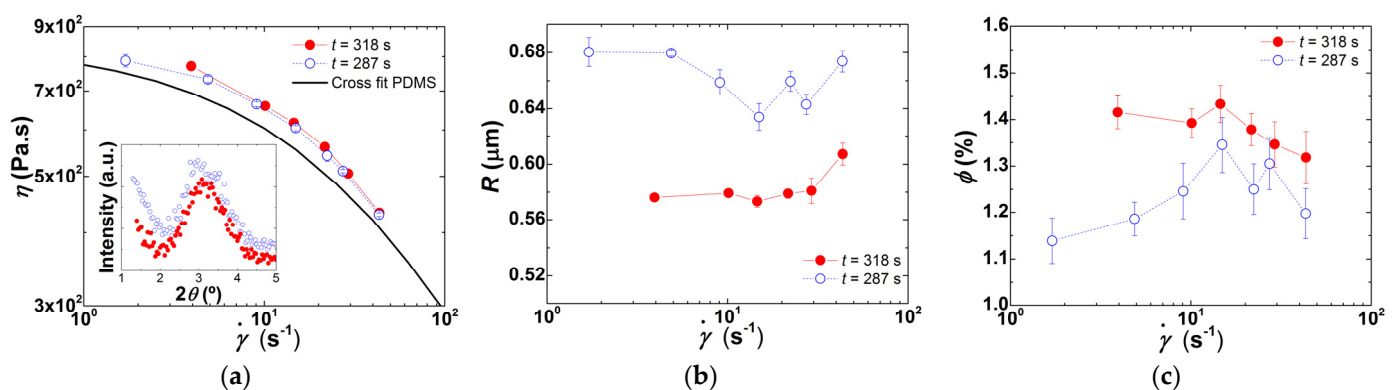 9x10²
7x10²
5x10²
3x10²
η (Pa.s)
t = 318 s
t = 287 s
Cross fit PDMS
Intensity (a.u.)
1 2 3 4 5
2θ (º)
10⁰ 10¹ 10²
γ̇ (s⁻¹)
(a)
0.68
0.64
0.60
0.56
0.52
R (μm)
t = 318 s
t = 287 s
10⁰ 10¹ 10²
γ̇ (s⁻¹)
(b)
1.6
1.5
1.4
1.3
1.2
1.1
1.0
ϕ (%)
t = 318 s
t = 287 s
10⁰ 10¹ 10²
γ̇ (s⁻¹)
(c)